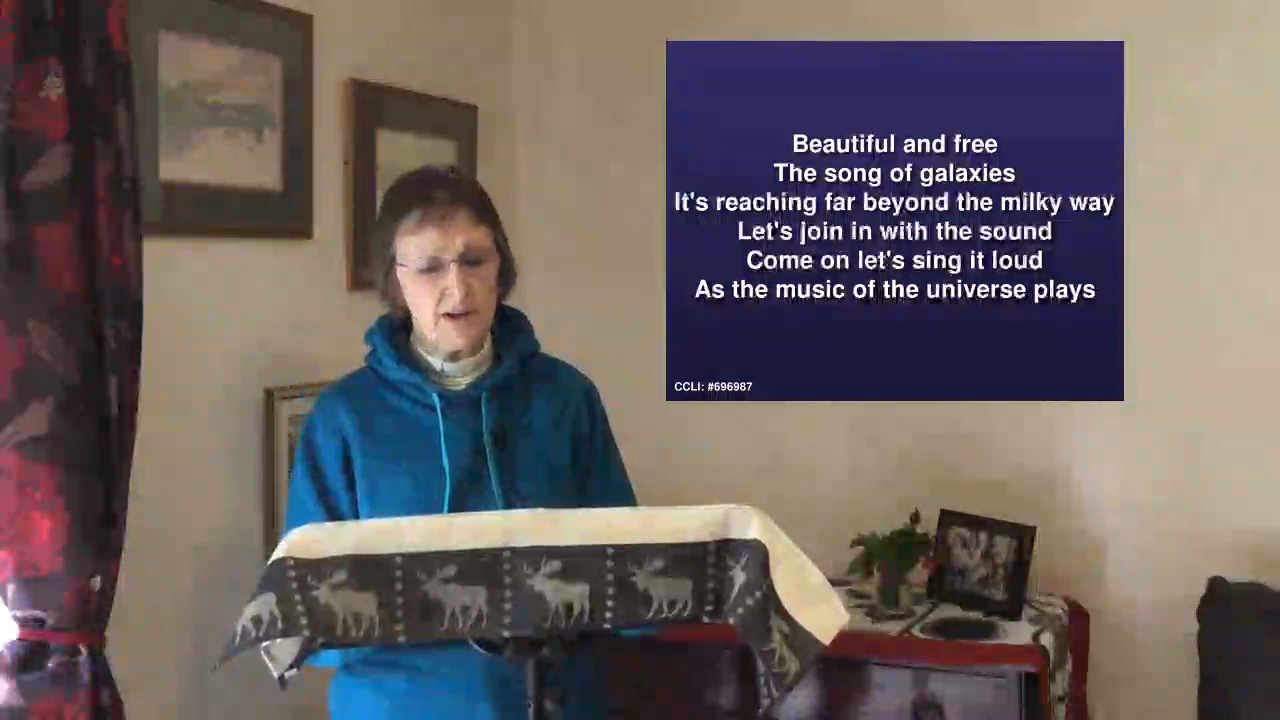 Beautiful and free
The song of galaxies
It's reaching far beyond the milky way
Let's join in with the sound
Come on let's sing it loud
As the music of the universe plays
CCLI: #696987